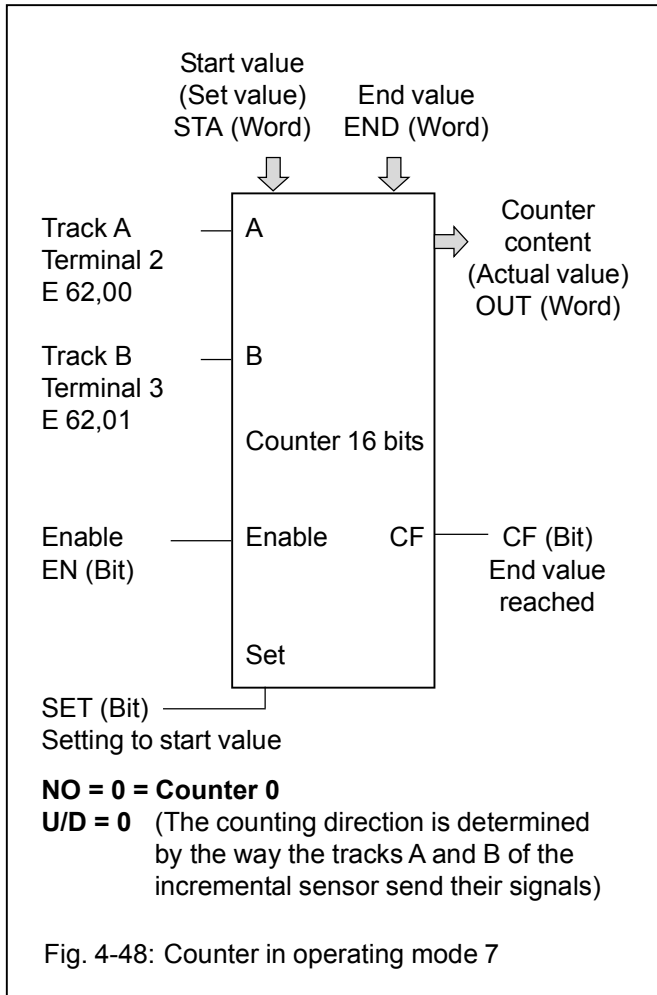 Start value
(Set value)
STA (Word)
End value
END (Word)
Track A
Terminal 2
E 62,00
A
Counter
content
(Actual value)
OUT (Word)
Track B
Terminal 3
E 62,01
B
Counter 16 bits
Enable
EN (Bit)
Enable
CF
CF (Bit)
End value
reached
Set
SET (Bit)
Setting to start value
NO = 0 = Counter 0
U/D = 0 (The counting direction is determined
by the way the tracks A and B of the
incremental sensor send their signals)
Fig. 4-48: Counter in operating mode 7